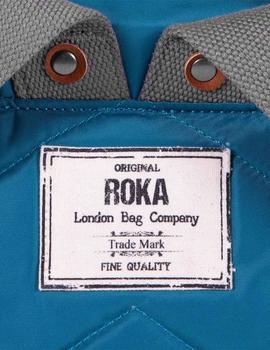 ORIGINAL
ROKA
London Bag Company
Trade Mark
FINE QUALITY